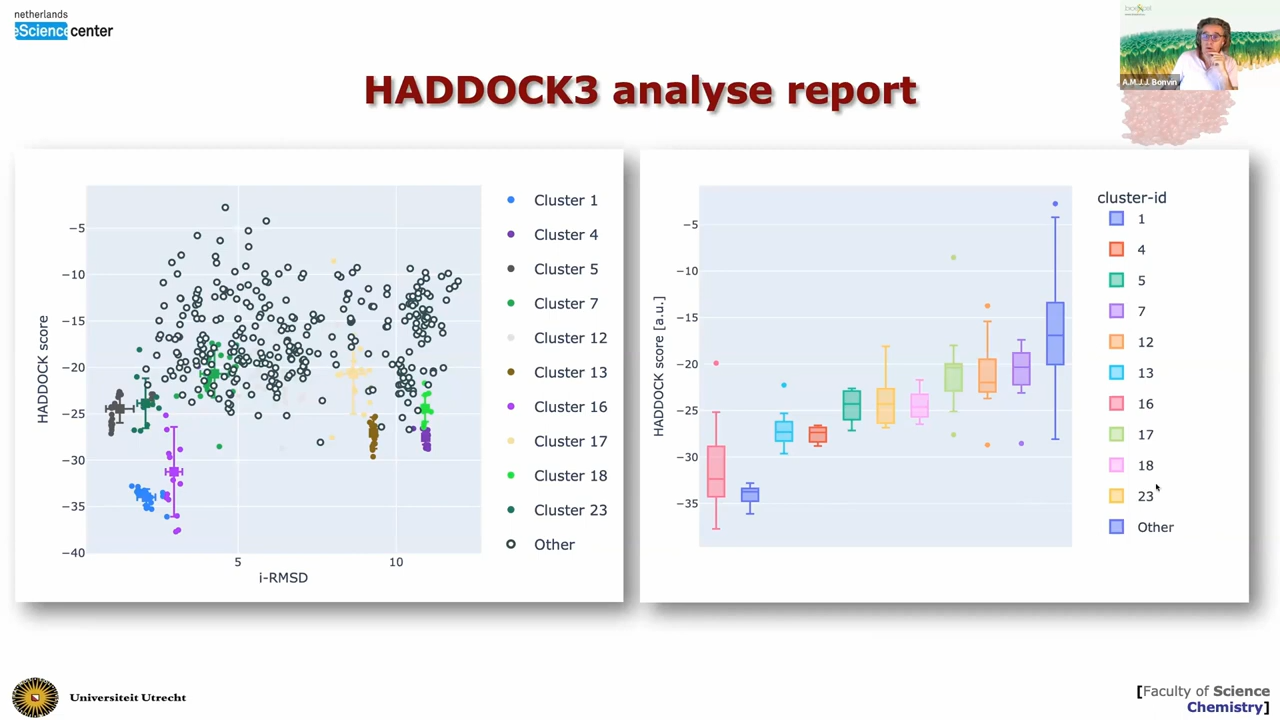 netherlands
eScience center
HADDOCK3 analyse report
A.M.J.J. Bonvin
HADDOCK score
−5
−10
−15
−20
−25
−30
−35
−40
5
10
i-RMSD
Cluster 1
Cluster 4
Cluster 5
Cluster 7
Cluster 12
Cluster 13
Cluster 16
Cluster 17
Cluster 18
Cluster 23
Other
HADDOCK score [a.u.]
−5
−10
−15
−20
−25
−30
−35
cluster-id
1
4
5
7
12
13
16
17
18
23
Other
Universiteit Utrecht
[Faculty of Science
Chemistry]